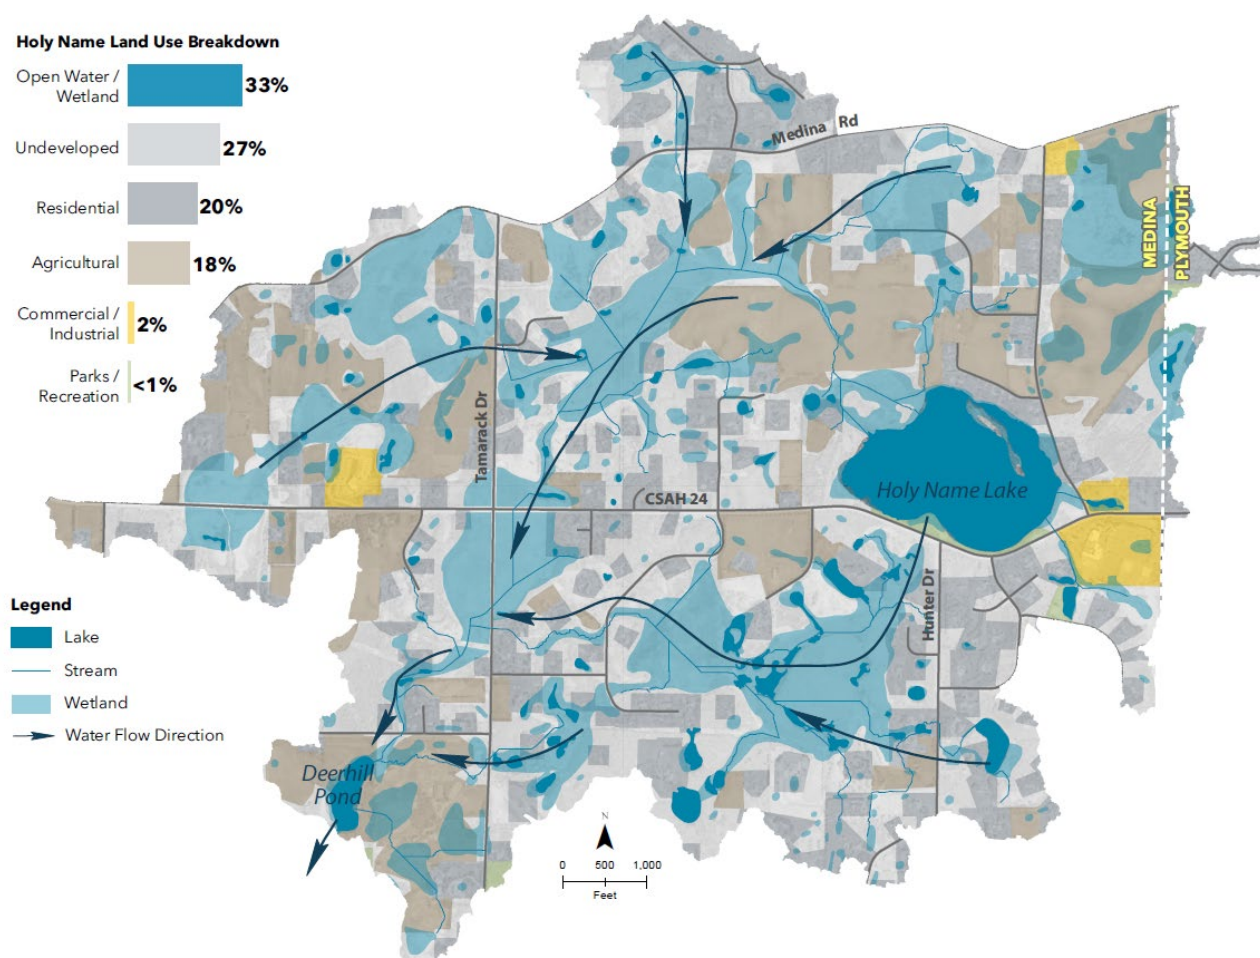 Holy Name Land Use Breakdown
Open Water /
Wetland
33%
Undeveloped
27%
Residential
20%
Agricultural
18%
Commercial /
Industrial
2%
Parks /
Recreation
<1%
Medina Rd
MEDINA
PLYMOUTH
Tamarack Dr
CSAH 24
Holy Name Lake
Hunter Dr
Legend
Lake
Stream
Wetland
Water Flow Direction
Deerhill
Pond
N
0 500 1,000
Feet